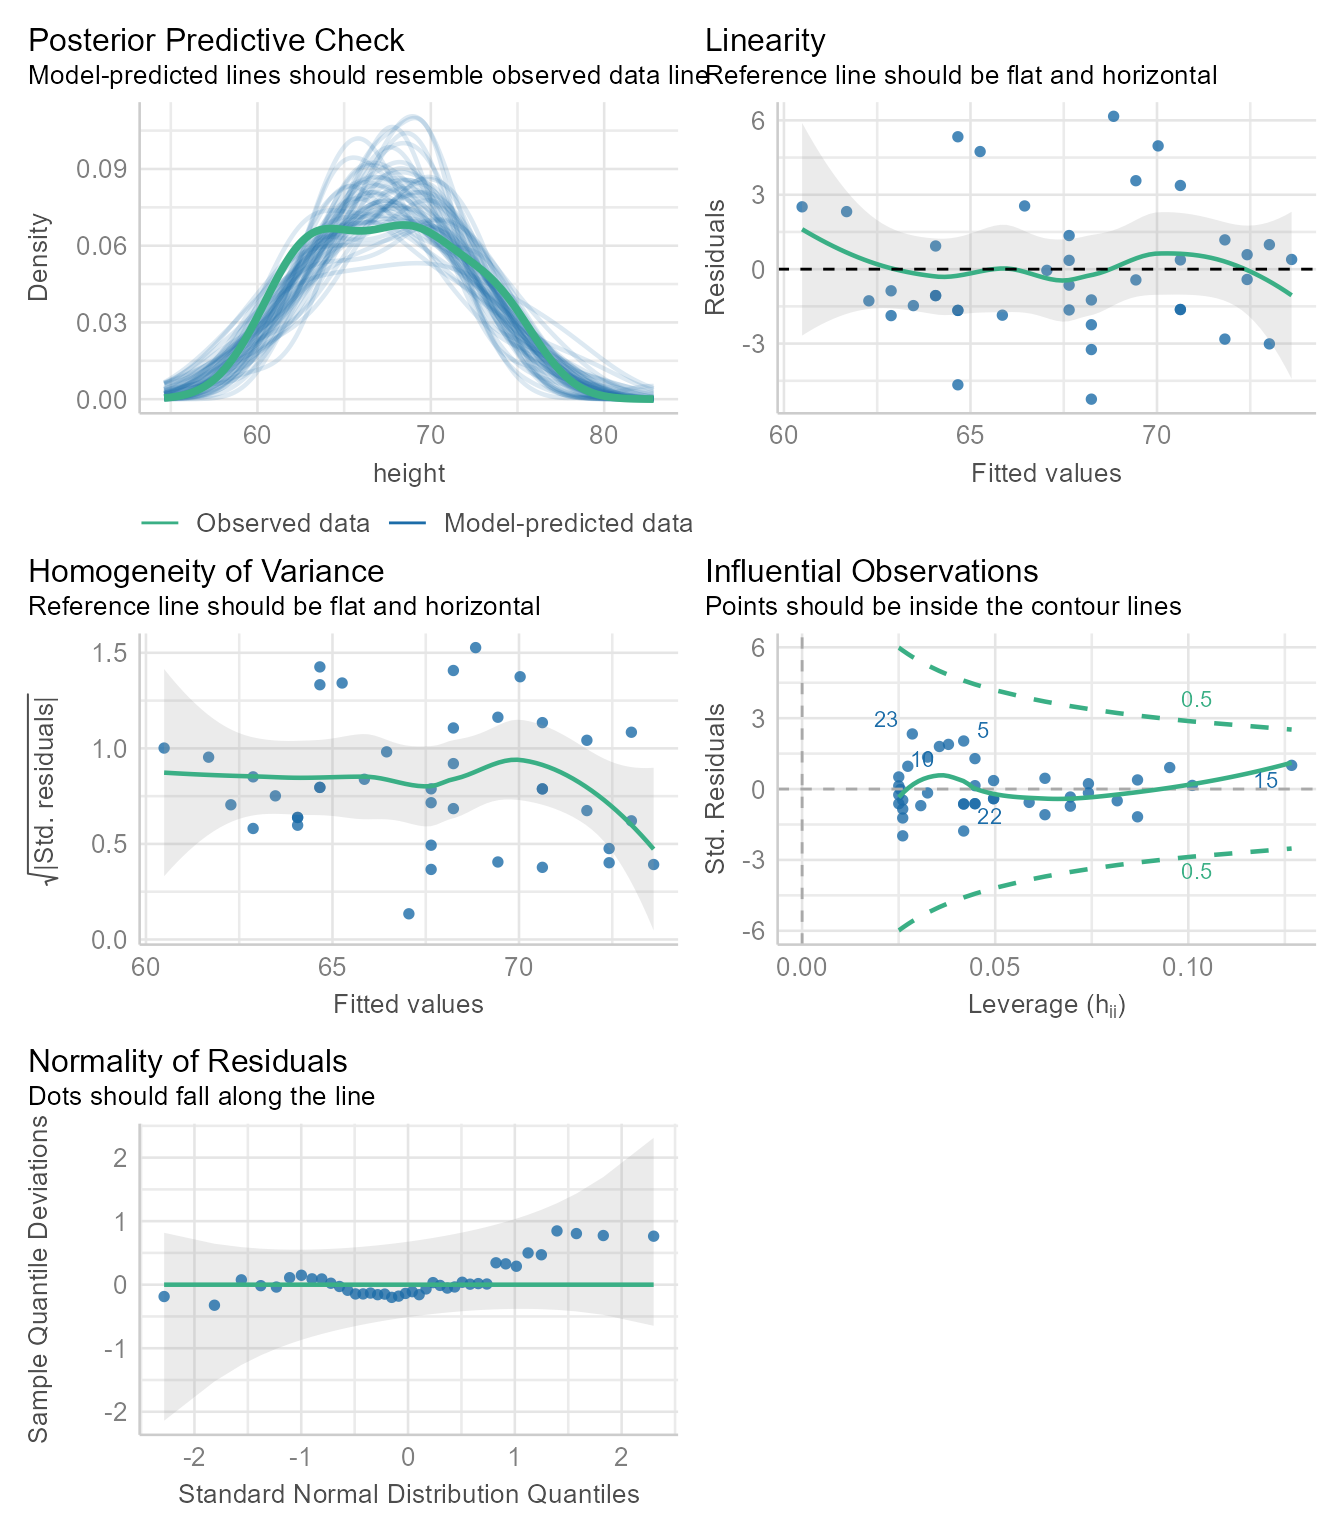 Posterior Predictive Check
Model-predicted lines should resemble observed data line
0.09
0.06
0.03
0.00
Density
60 70 80
height
Observed data Model-predicted data
Linearity
Reference line should be flat and horizontal
6
3
0
-3
Residuals
60 65 70
Fitted values
Homogeneity of Variance
Reference line should be flat and horizontal
1.5
1.0
0.5
0.0
√|Std. residuals|
60 65 70
Fitted values
Influential Observations
Points should be inside the contour lines
6
3
0
-3
-6
Std. Residuals
0.5
23
5
10
15
22
0.5
0.00 0.05 0.10
Leverage (hii)
Normality of Residuals
Dots should fall along the line
2
1
0
-1
-2
Sample Quantile Deviations
-2 -1 0 1 2
Standard Normal Distribution Quantiles